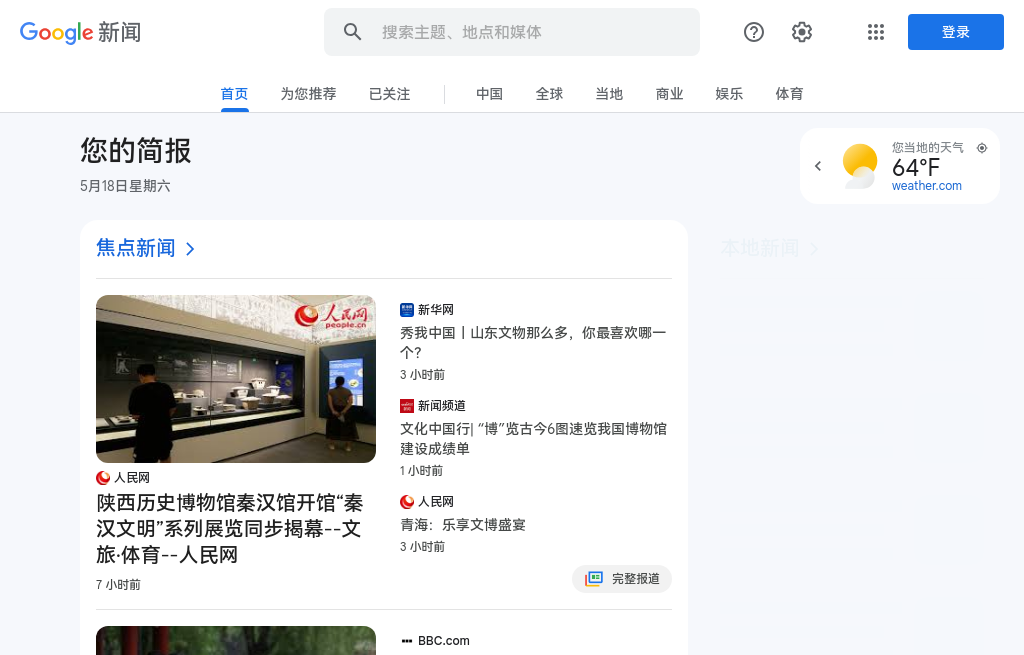 Google 新闻
搜索主题、地点和媒体
登录
首页
为您推荐
已关注
中国
全球
当地
商业
娱乐
体育
您的简报
5月18日星期六
您当地的天气
64°F
weather.com
焦点新闻
本地新闻
人民网
people.cn
人民网
陕西历史博物馆秦汉馆开馆“秦
汉文明”系列展览同步揭幕--文
旅·体育--人民网
7 小时前
新华网
秀我中国丨山东文物那么多，你最喜欢哪一
个？
3 小时前
新闻频道
文化中国行| “博”览古今6图速览我国博物馆
建设成绩单
1 小时前
人民网
青海：乐享文博盛宴
3 小时前
完整报道
BBC.com